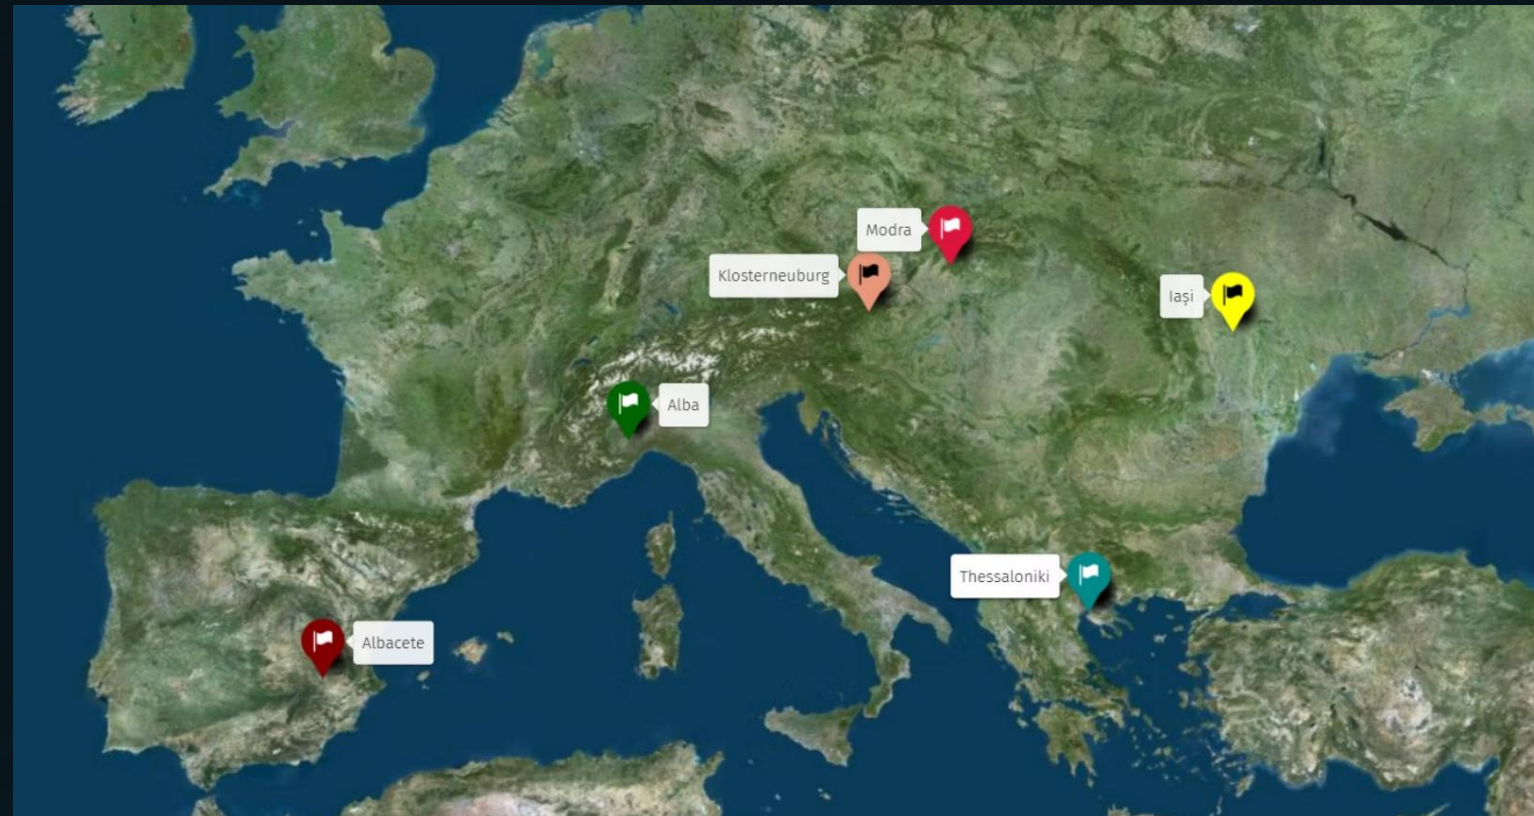 Modra
Klosterneuburg
Iași
Alba
Thessaloniki
Albacete